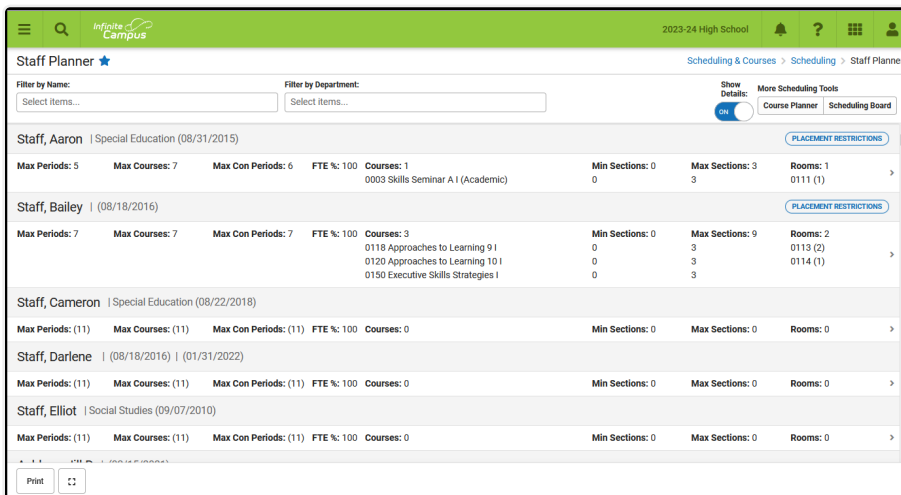 Infinite Campus
2023-24 High School
?
Staff Planner
Scheduling & Courses > Scheduling > Staff Planne
Filter by Name:
Filter by Department:
Show Details:
More Scheduling Tools
Select items...
Select items...
ON
Course Planner
Scheduling Board
Staff, Aaron | Special Education (08/31/2015)
PLACEMENT RESTRICTIONS
Max Periods: 5 Max Courses: 7 Max Con Periods: 6 FTE %: 100 Courses: 1 Min Sections: 0 Max Sections: 3 Rooms: 1
0003 Skills Seminar A I (Academic) 0 3 0111 (1)
Staff, Bailey | (08/18/2016)
PLACEMENT RESTRICTIONS
Max Periods: 7 Max Courses: 7 Max Con Periods: 7 FTE %: 100 Courses: 3 Min Sections: 0 Max Sections: 9 Rooms: 2
0118 Approaches to Learning 9 I 0 3 0113 (2)
0120 Approaches to Learning 10 I 0 3 0114 (1)
0150 Executive Skills Strategies I 0 3
Staff, Cameron | Special Education (08/22/2018)
Max Periods: (11) Max Courses: (11) Max Con Periods: (11) FTE %: 100 Courses: 0 Min Sections: 0 Max Sections: 0 Rooms: 0
Staff, Darlene | (08/18/2016) | (01/31/2022)
Max Periods: (11) Max Courses: (11) Max Con Periods: (11) FTE %: 100 Courses: 0 Min Sections: 0 Max Sections: 0 Rooms: 0
Staff, Elliot | Social Studies (09/07/2010)
Max Periods: (11) Max Courses: (11) Max Con Periods: (11) FTE %: 100 Courses: 0 Min Sections: 0 Max Sections: 0 Rooms: 0
Print